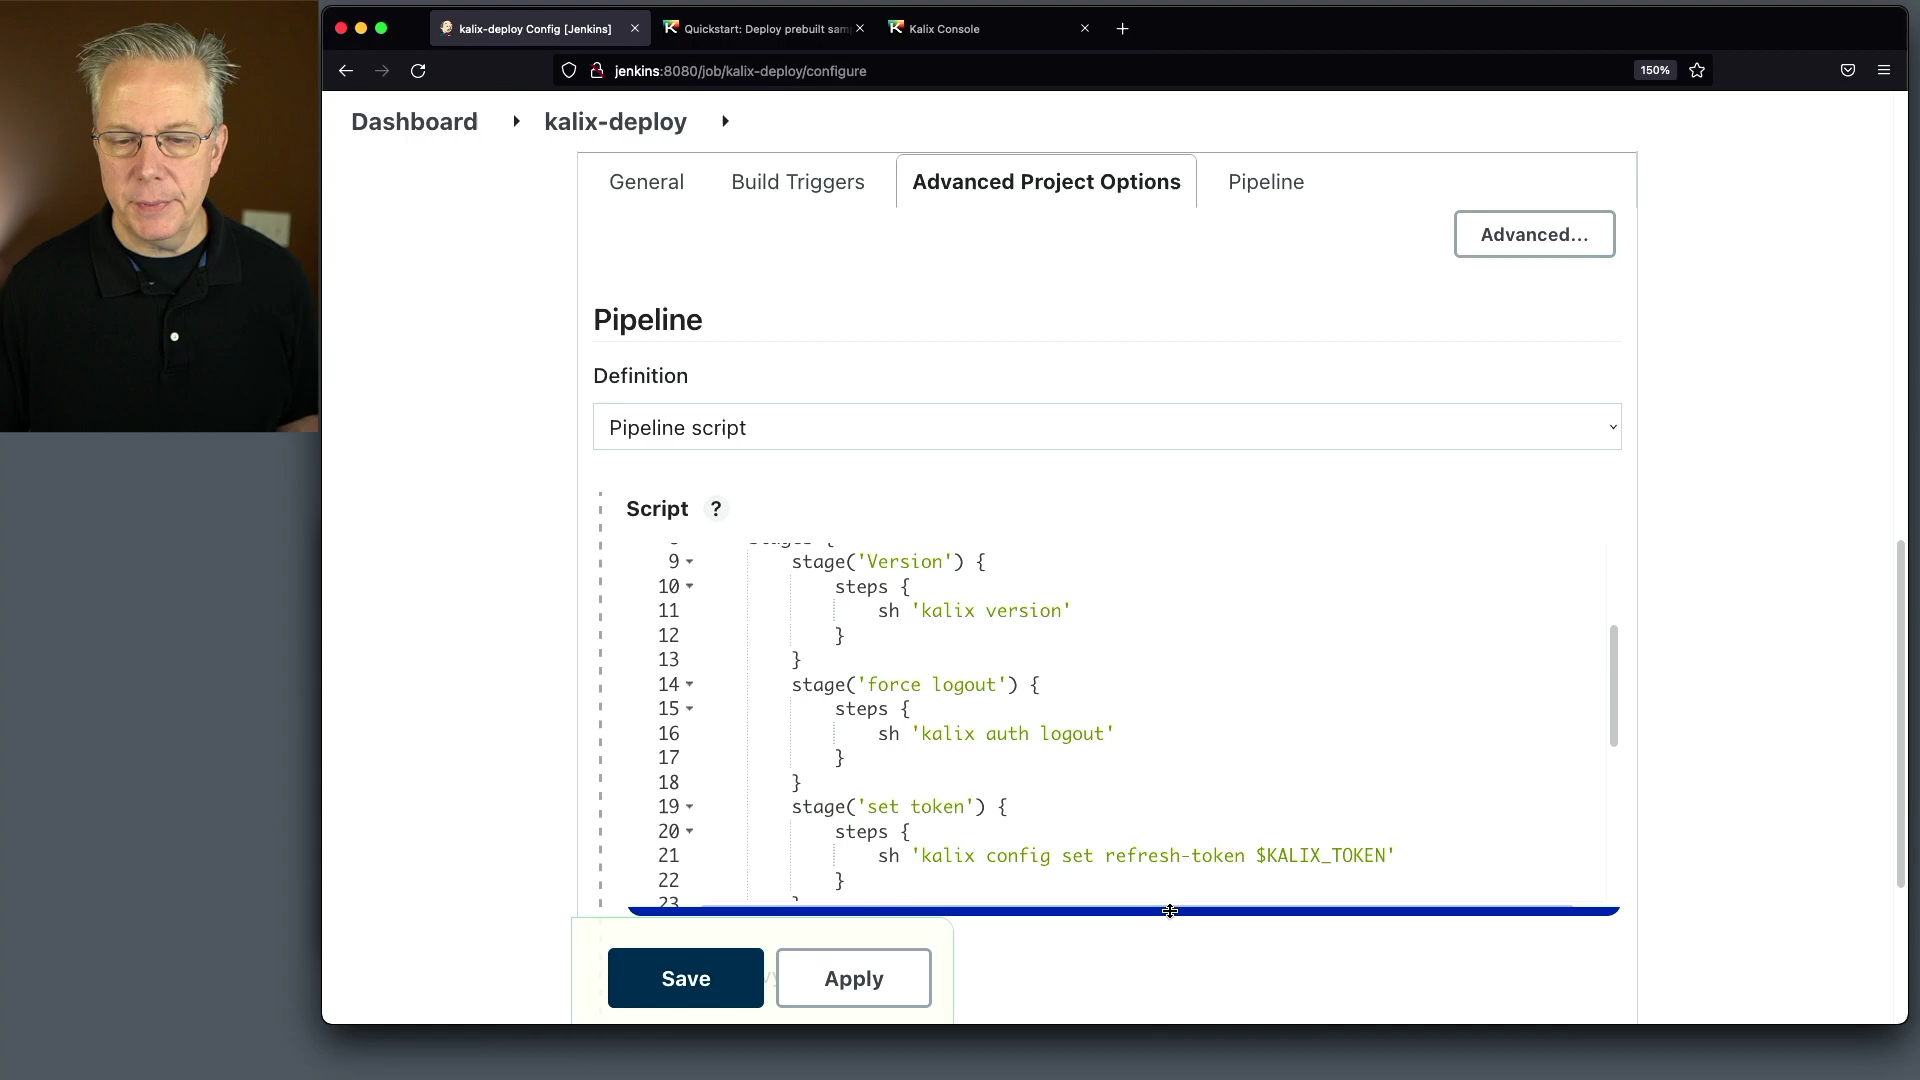 kalix-deploy Config [Jenkins]
Quickstart: Deploy prebuilt sam
Kalix Console
jenkins:8080/job/kalix-deploy/configure
150%
Dashboard
kalix-deploy
General
Build Triggers
Advanced Project Options
Pipeline
Advanced...
Pipeline
Definition
Pipeline script
Script ?
9 stage('Version') {
10 steps {
11 sh 'kalix version'
12 }
13 }
14 stage('force logout') {
15 steps {
16 sh 'kalix auth logout'
17 }
18 }
19 stage('set token') {
20 steps {
21 sh 'kalix config set refresh-token $KALIX_TOKEN'
22 }
23
Save
Apply